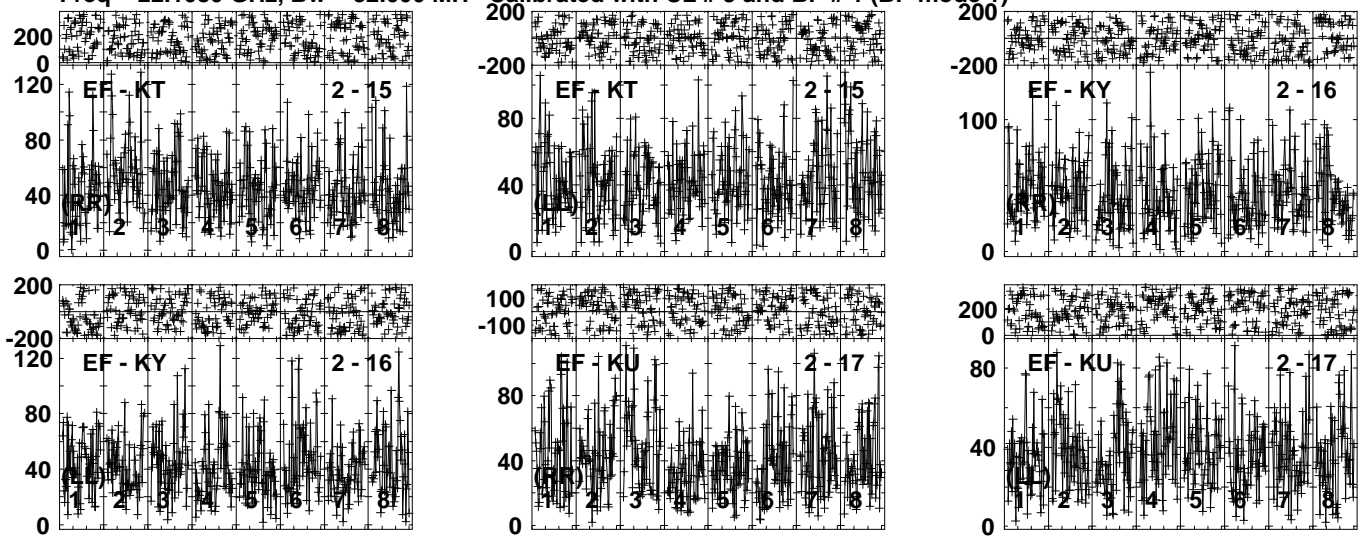 200 0
120 80 40 0
EF - KT 2 - 15
(RR)
1 2 3 4 5 6 7 8
200 -200
80 40 0
EF - KT 2 - 15
(LL)
1 2 3 4 5 6 7 8
200 -200
100 0
EF - KY 2 - 16
(RR)
1 2 3 4 5 6 7 8
200 -200
120 80 40 0
EF - KY 2 - 16
(LL)
1 2 3 4 5 6 7 8
100 -100
80 40 0
EF - KU 2 - 17
(RR)
1 2 3 4 5 6 7 8
200 0
80 40 0
EF - KU 2 - 17
(LL)
1 2 3 4 5 6 7 8